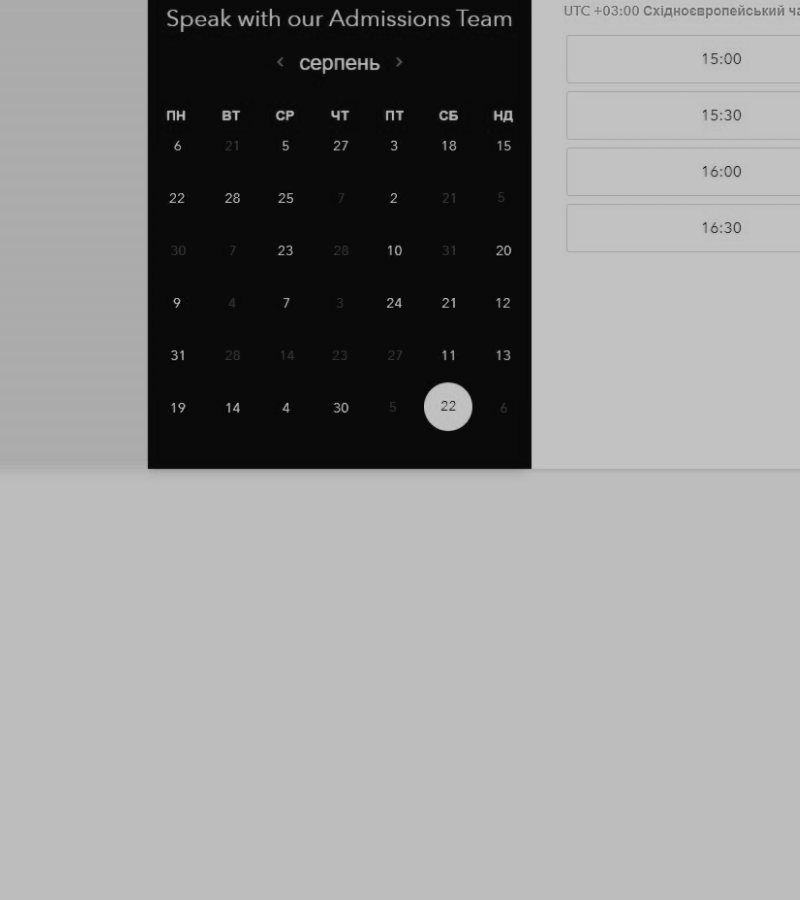 Speak with our Admissions Team
UTC +03:00 Східноєвропейський ча
‹ серпень ›
ПН ВТ СР ЧТ ПТ СБ НД
6 21 5 27 3 18 15
22 28 25 7 2 21 5
30 7 23 28 10 31 20
9 4 7 3 24 21 12
31 28 14 23 27 11 13
19 14 4 30 5 22 6
15:00
15:30
16:00
16:30